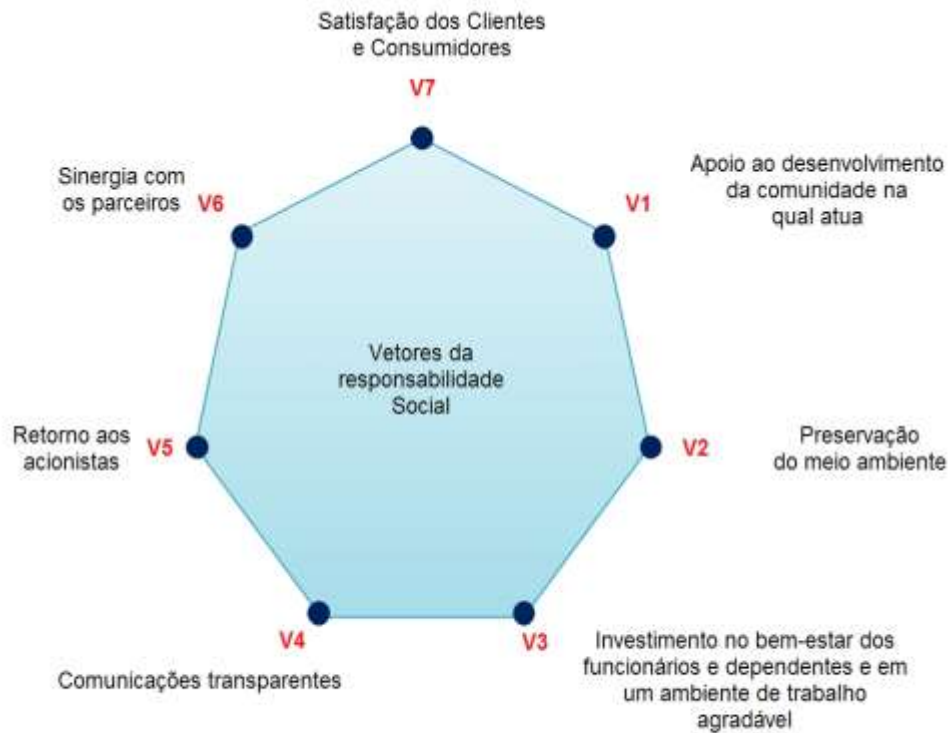 Satisfação dos Clientes
e Consumidores
V7
Apoio ao desenvolvimento
da comunidade na
qual atua
V1
Sinergia com
os parceiros
V6
Vetores da
responsabilidade
Social
Retorno aos
acionistas
V5
V2
Preservação
do meio ambiente
V4
Comunicações transparentes
V3
Investimento no bem-estar dos
funcionários e dependentes e em
um ambiente de trabalho
agradável